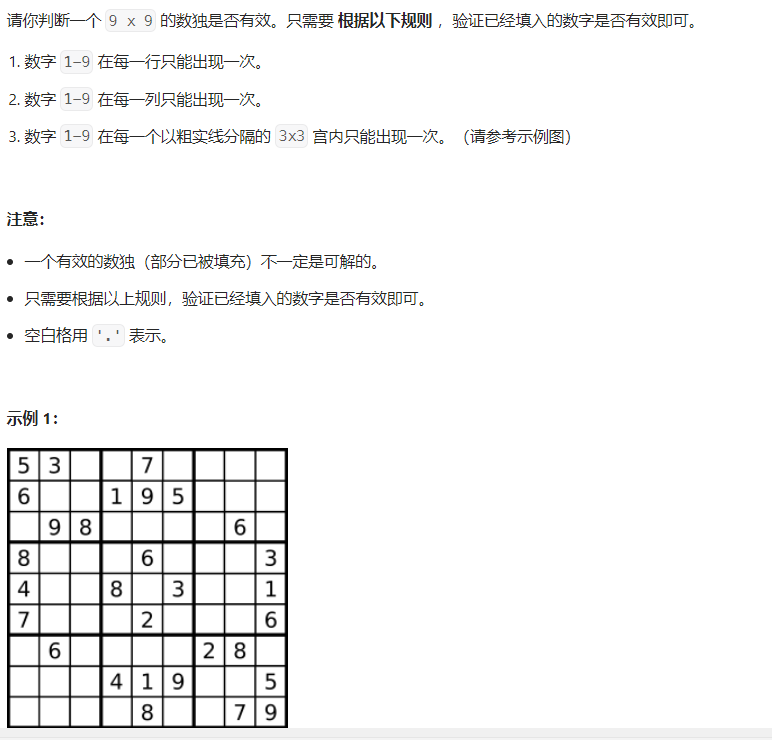 请你判断一个 9 x 9 的数独是否有效。只需要 根据以下规则 ，验证已经填入的数字是否有效即可。
1. 数字 1-9 在每一行只能出现一次。
2. 数字 1-9 在每一列只能出现一次。
3. 数字 1-9 在每一个以粗实线分隔的 3x3 宫内只能出现一次。（请参考示例图）
注意：
• 一个有效的数独（部分已被填充）不一定是可解的。
• 只需要根据以上规则，验证已经填入的数字是否有效即可。
• 空白格用 '.' 表示。
示例 1：
5 3 7
6 1 9 5
9 8 6
8 6 3
4 8 3 1
7 2 6
6 2 8
4 1 9 5
8 7 9